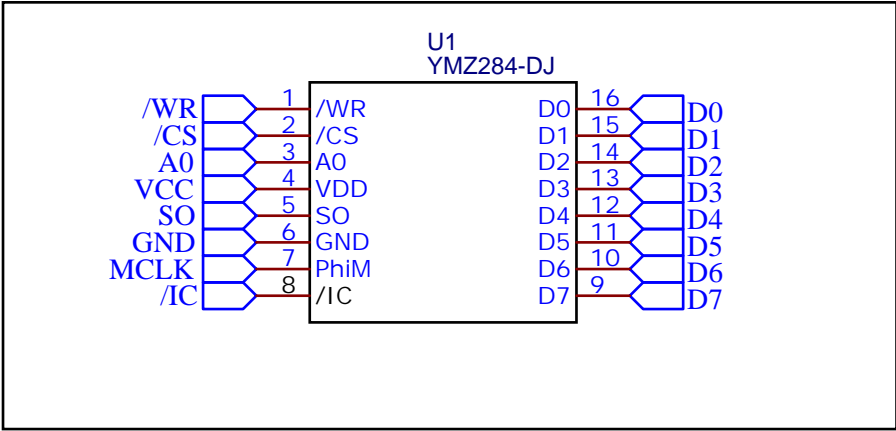 U1
YMZ284-DJ
/WR 1 /WR D0 16 D0
/CS 2 /CS D1 15 D1
A0 3 A0 D2 14 D2
VCC 4 VDD D3 13 D3
SO 5 SO D4 12 D4
GND 6 GND D5 11 D5
MCLK 7 PhiM D6 10 D6
/IC 8 /IC D7 9 D7